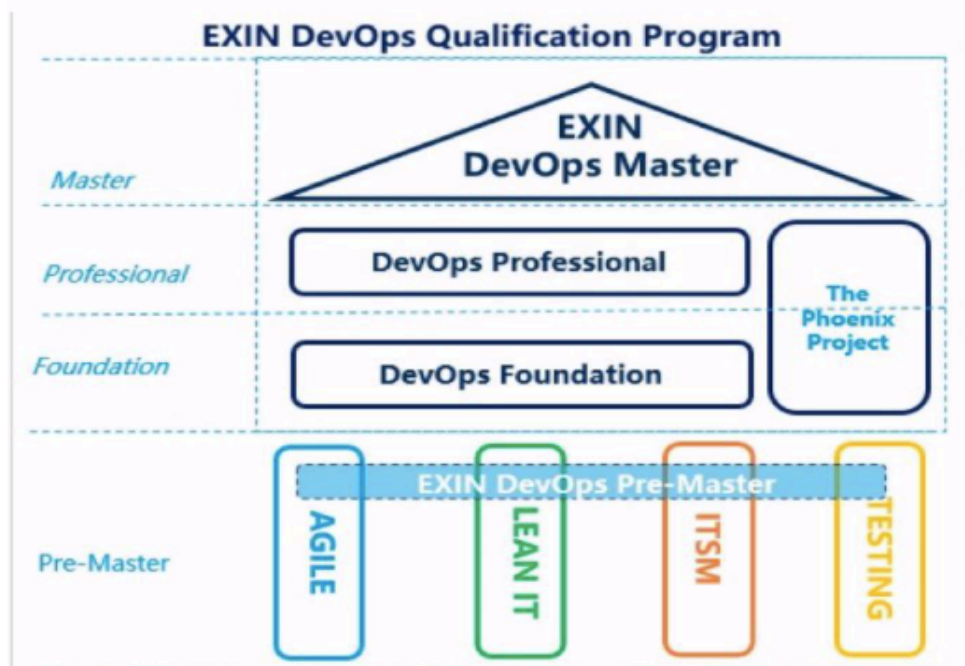 EXIN DevOps Qualification Program
EXIN
DevOps Master
Master
DevOps Professional
Professional
The
Phoenix
Project
Foundation
DevOps Foundation
EXIN DevOps Pre-Master
AGILE
LEAN IT
ITSM
TESTING
Pre-Master